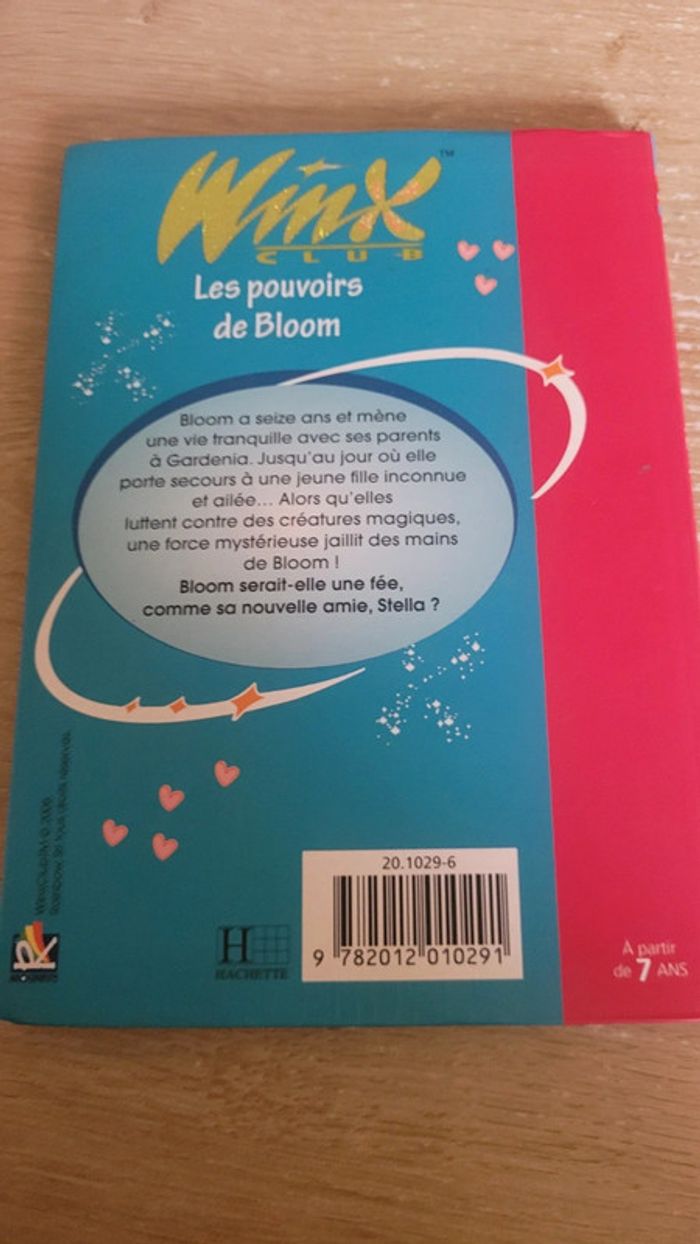 Winx™
CLUB
Les pouvoirs
de Bloom
Bloom a seize ans et mène
une vie tranquille avec ses parents
à Gardenia. Jusqu'au jour où elle
porte secours à une jeune fille inconnue
et ailée... Alors qu'elles
luttent contre des créatures magiques,
une force mystérieuse jaillit des mains
de Bloom !
Bloom serait-elle une fée,
comme sa nouvelle amie, Stella ?
20.1029-6
9 782012 010291
H
HACHETTE
À partir
de 7 ANS